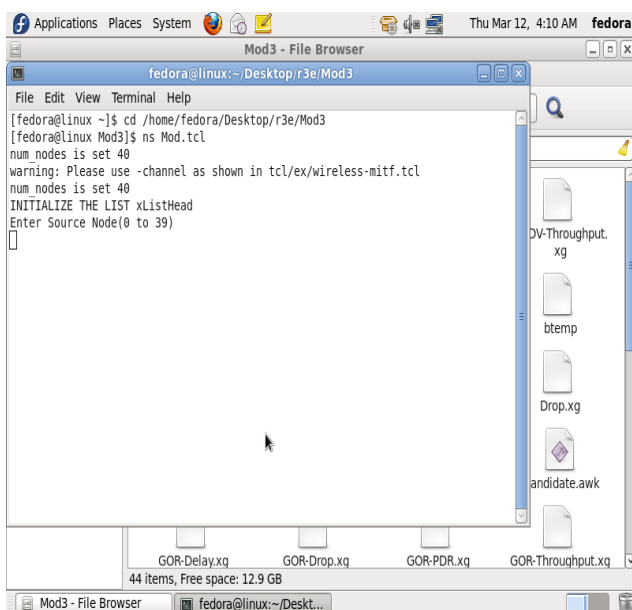 Applications Places System Thu Mar 12, 4:10 AM fedora
Mod3 - File Browser
fedora@linux:~/Desktop/r3e/Mod3
File Edit View Terminal Help
[fedora@linux ~]$ cd /home/fedora/Desktop/r3e/Mod3
[fedora@linux Mod3]$ ns Mod.tcl
num_nodes is set 40
warning: Please use -channel as shown in tcl/ex/wireless-mitf.tcl
num_nodes is set 40
INITIALIZE THE LIST xListHead
Enter Source Node(0 to 39)
DV-Throughput.
xg
btemp
Drop.xg
andidate.awk
GOR-Delay.xg GOR-Drop.xg GOR-PDR.xg GOR-Throughput.xg
44 items, Free space: 12.9 GB
Mod3 - File Browser fedora@linux:~/Deskt...